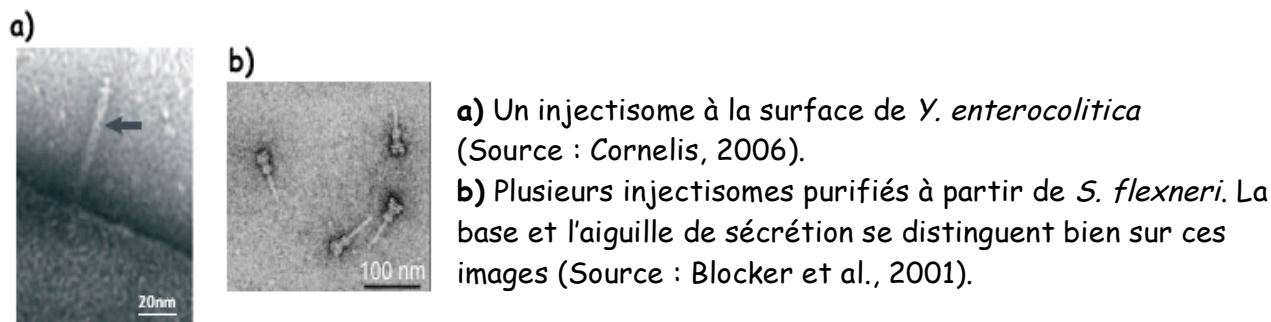 a)
b)
20nm
100 nm
a) Un injectisome à la surface de Y. enterocolitica
(Source : Cornelis, 2006).
b) Plusieurs injectisomes purifiés à partir de S. flexneri. La
base et l’aiguille de sécrétion se distinguent bien sur ces
images (Source : Blocker et al., 2001).